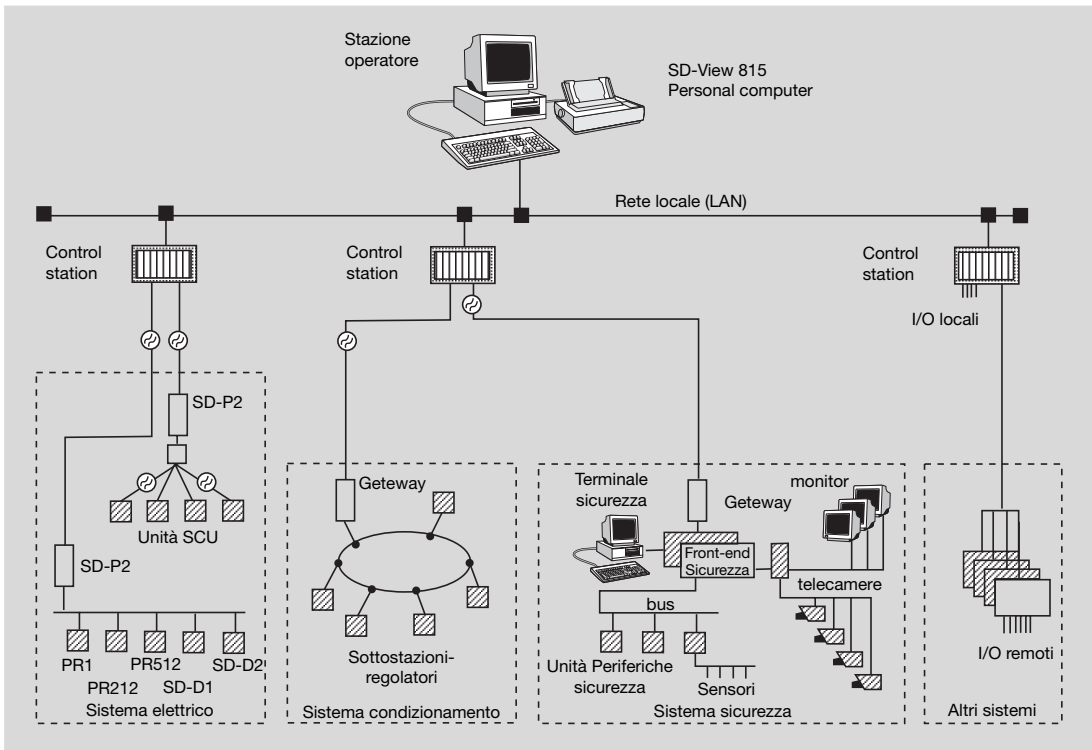 Stazione
operatore
SD-View 815
Personal computer
Rete locale (LAN)
Control
station
Control
station
Control
station
I/O locali
SD-P2
Unità SCU
SD-P2
PR1
PR512
SD-D2
PR212
SD-D1
Sistema elettrico
Geteway
Sottostazioni-
regolatori
Sistema condizionamento
Terminale
sicurezza
Geteway
monitor
Front-end
Sicurezza
telecamere
bus
Unità Periferiche
sicurezza
Sensori
Sistema sicurezza
I/O remoti
Altri sistemi